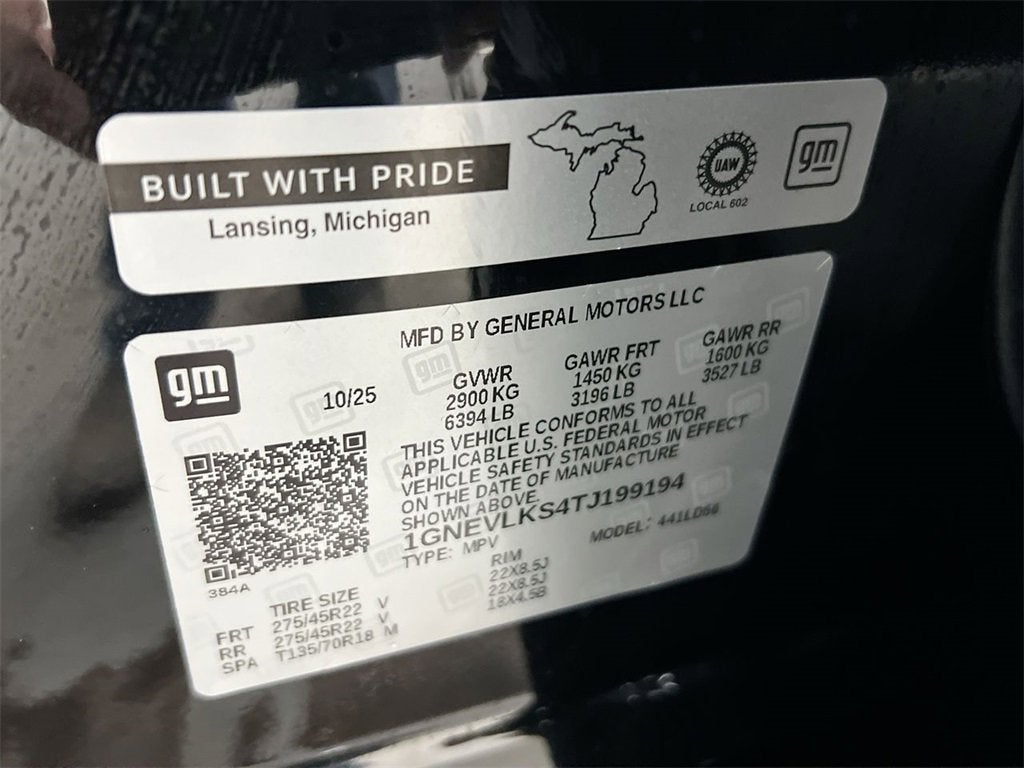 BUILT WITH PRIDE
Lansing, Michigan
UAW
LOCAL 602
gm
MFD BY GENERAL MOTORS LLC
gm
10/25
GVWR
2900 KG
6394 LB
GAWR FRT
1450 KG
3196 LB
GAWR RR
1600 KG
3527 LB
THIS VEHICLE CONFORMS TO ALL
APPLICABLE U.S. FEDERAL MOTOR
VEHICLE SAFETY STANDARDS IN EFFECT
ON THE DATE OF MANUFACTURE
SHOWN ABOVE.
1GNEVLKS4TJ199194
TYPE: MPV
MODEL:
384A
TIRE SIZE RIM
FRT 275/45R22 V 22X8.5J
RR 275/45R22 V 22X8.5J
SPA T135/70R18 M 18X4.5B